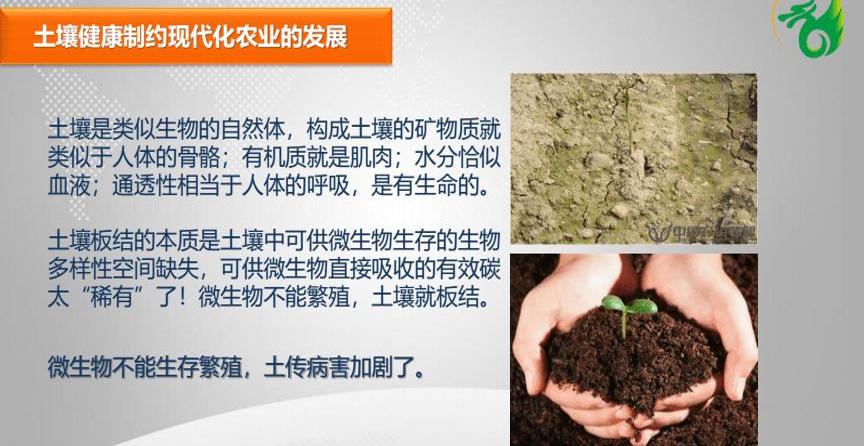 土壤健康制约现代化农业的发展
土壤是类似生物的自然体，构成土壤的矿物质就
类似于人体的骨骼；有机质就是肌肉；水分恰似
血液；通透性相当于人体的呼吸，是有生命的。
土壤板结的本质是土壤中可供微生物生存的生物
多样性空间缺失，可供微生物直接吸收的有效碳
太“稀有”了！微生物不能繁殖，土壤就板结。
微生物不能生存繁殖，土传病害加剧了。